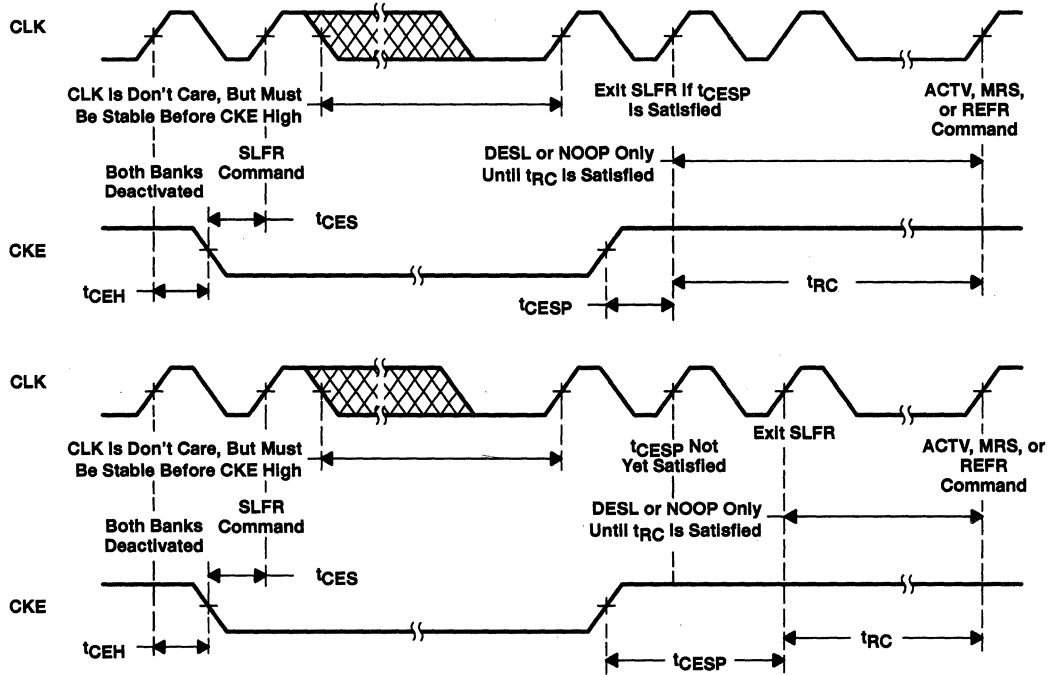 CLK
CLK Is Don't Care, But Must
Be Stable Before CKE High
Exit SLFR If tCESP
Is Satisfied
ACTV, MRS,
or REFR
Command
DESL or NOOP Only
Until tRC Is Satisfied
Both Banks
Deactivated
SLFR
Command
tCES
CKE
tCEH
tCESP
tRC
CLK
CLK Is Don't Care, But Must
Be Stable Before CKE High
tCESP Not
Yet Satisfied
Exit SLFR
ACTV, MRS, or
REFR
Command
DESL or NOOP Only
Until tRC Is Satisfied
Both Banks
Deactivated
SLFR
Command
tCES
CKE
tCEH
tCESP
tRC